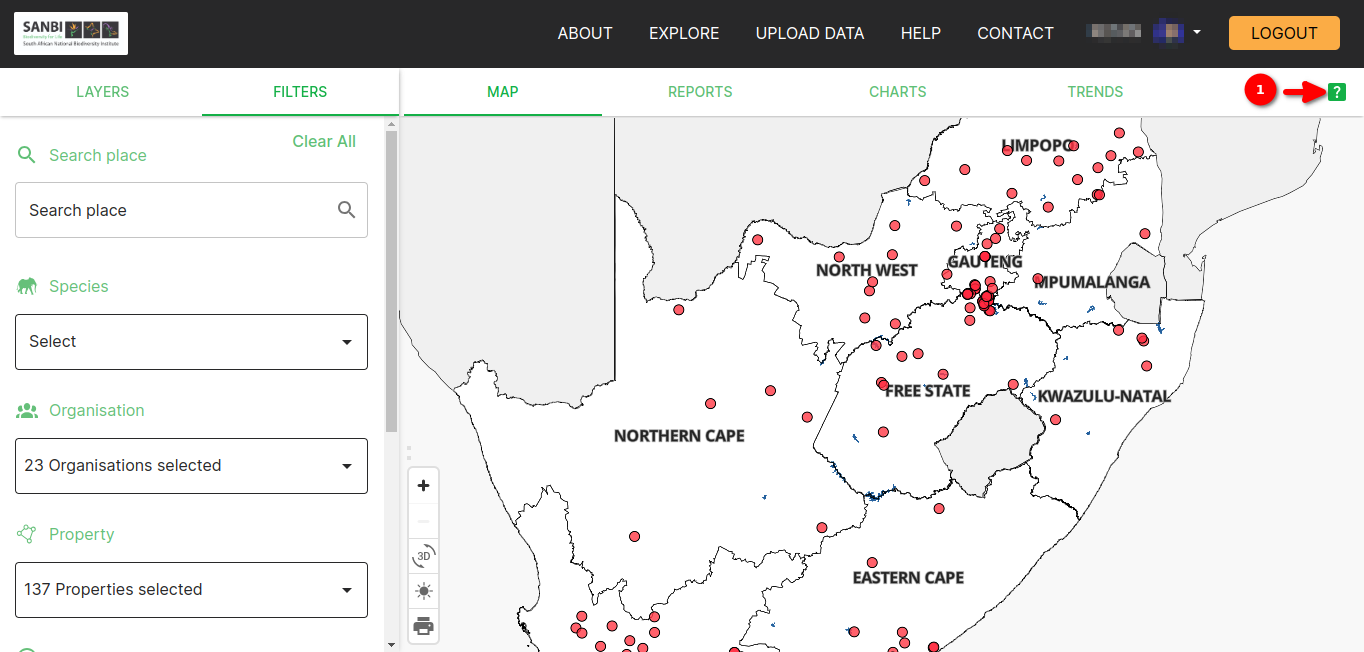 SANBI
Biodiversity for Life
South African National Biodiversity Institute
ABOUT
EXPLORE
UPLOAD DATA
HELP
CONTACT
LOGOUT
LAYERS
FILTERS
MAP
REPORTS
CHARTS
TRENDS
1
?
Clear All
Search place
Search place
Species
Select
Organisation
23 Organisations selected
Property
137 Properties selected
LIMPOPO
NORTH WEST
GAUTENG
MPUMALANGA
FREE STATE
KWAZULU-NATAL
NORTHERN CAPE
EASTERN CAPE
+
−
3D